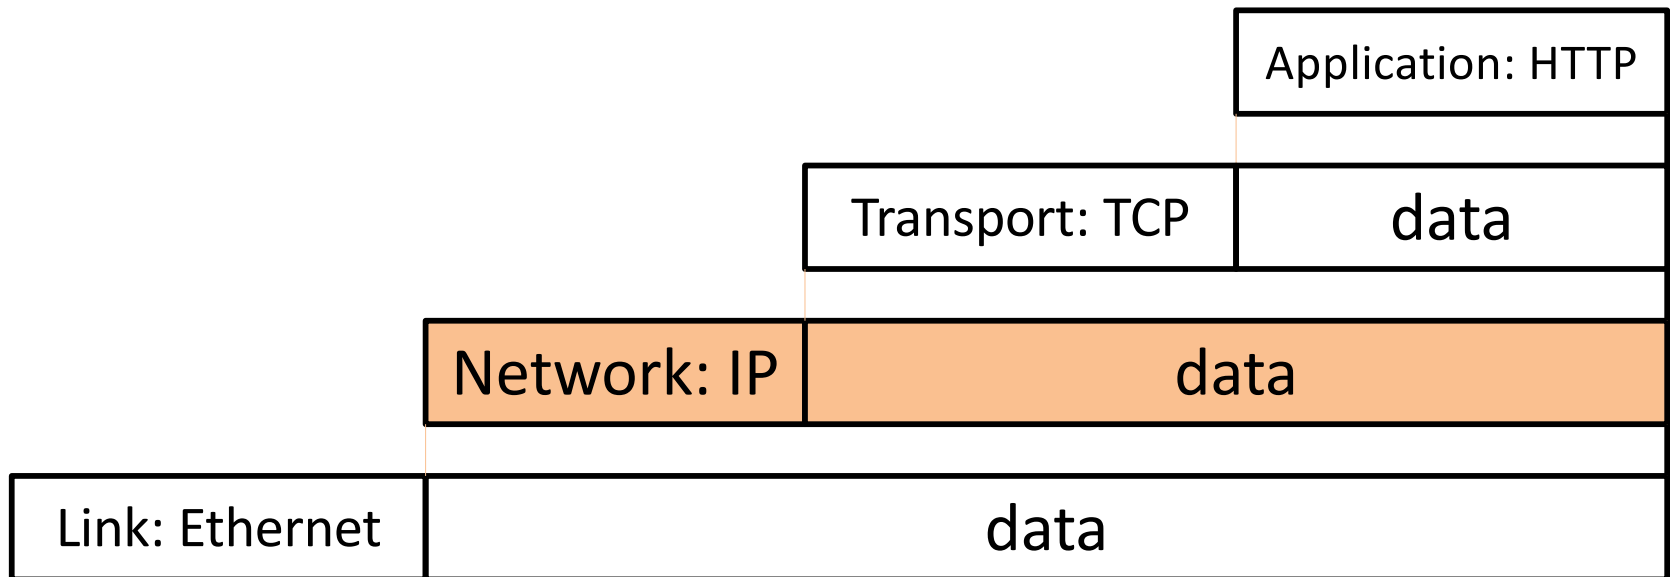 Application: HTTP
Transport: TCP
data
Network: IP
data
Link: Ethernet
data